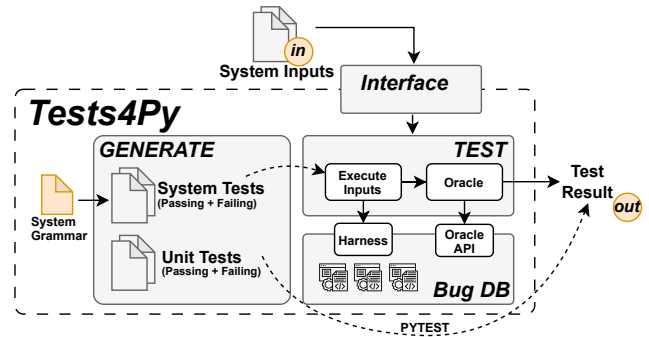 in
System Inputs
Interface
Tests4Py
GENERATE
TEST
System Tests
(Passing + Failing)
Execute
Inputs
Oracle
Test
Result
out
System
Grammar
Unit Tests
(Passing + Failing)
Harness
Oracle
API
Bug DB
PYTEST